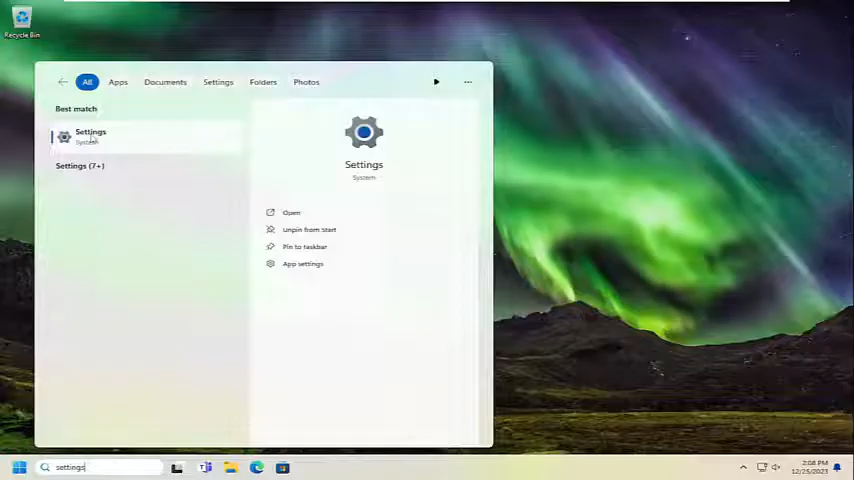 Recycle Bin
All Apps Documents Settings Folders Photos
Best match
Settings
System
Settings (7+)
Settings
System
Open
Unpin from Start
Pin to taskbar
App settings
settings
2:08 PM
12/25/2023